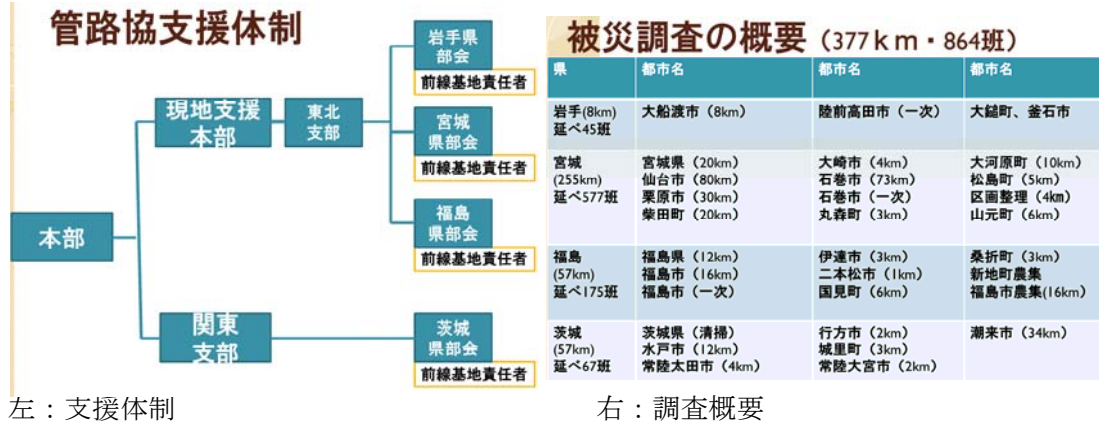 管路協支援体制
本部
現地支援
本部
東北
支部
岩手県
部会
前線基地責任者
宮城
県部会
前線基地責任者
福島
県部会
前線基地責任者
関東
支部
茨城
県部会
前線基地責任者
被災調査の概要（377ｋｍ・864班）
県 都市名 都市名 都市名
岩手(8km)
延べ45班
大船渡市（8km）
陸前高田市（一次）
大鎚町、釜石市
宮城
(255km)
延べ577班
宮城県（20km）
仙台市（80km）
栗原市（30km）
柴田町（20km）
大崎市（4km）
石巻市（73km）
石巻市（一次）
丸森町（3km）
大河原町（10km）
松島町（5km）
区画整理（4㎞）
山元町（6km）
福島
(57km)
延べ175班
福島県（12km）
福島市（16km）
福島市（一次）
伊達市（3km）
二本松市（1km）
国見町（6km）
桑折町（3km）
新地町農集
福島市農集(16km)
茨城
(57km)
延べ67班
茨城県（清掃）
水戸市（12km）
常陸太田市（4km）
行方市（2km）
城里町（3km）
常陸大宮市（2km）
潮来市（34km）
左：支援体制
右：調査概要